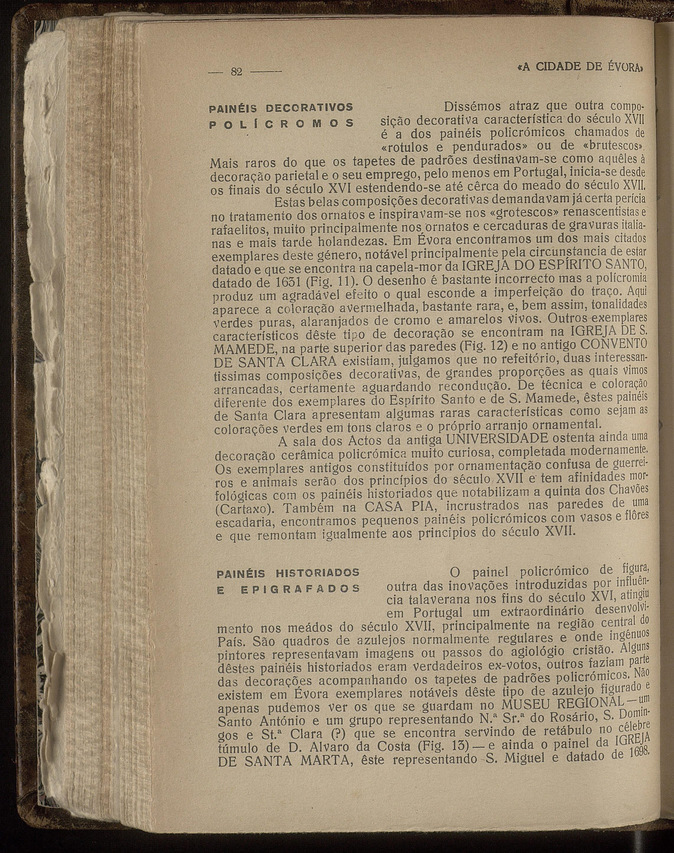 — 82 ——— «A CIDADE DE ÉVORA»
PAINÉIS DECORATIVOS
POLÍCROMOS
Dissémos atraz que outra compo-
sição decorativa característica do século XVII
é a dos painéis policrómicos chamados de
«rotulos e pendurados» ou de «brutescos».
Mais raros do que os tapetes de padrões destinavam-se como aquêles à
decoração parietal e o seu emprego, pelo menos em Portugal, inicia-se desde
os finais do século XVI estendendo-se até cêrca do meado do século XVII.
Estas belas composições decorativas demandavam já certa perícia
no tratamento dos ornatos e inspiravam-se nos «grotescos» renascentistas e
rafaelitos, muito principalmente nos ornatos e cercaduras de gravuras italia-
nas e mais tarde holandezas. Em Évora encontramos um dos mais citados
exemplares deste género, notável principalmente pela circunstancia de estar
datado e que se encontra na capela-mor da IGREJA DO ESPÍRITO SANTO,
datado de 1631 (Fig. 11). O desenho é bastante incorrecto mas a policromia
produz um agradável efeito o qual esconde a imperfeição do traço. Aqui
aparece a coloração avermelhada, bastante rara, e, bem assim, tonalidades
verdes puras, alaranjados de cromo e amarelos vivos. Outros exemplares
característicos dêste tipo de decoração se encontram na IGREJA DE S.
MAMEDE, na parte superior das paredes (Fig. 12) e no antigo CONVENTO
DE SANTA CLARA existiam, julgamos que no refeitório, duas interessan-
tissimas composições decorativas, de grandes proporções as quais vimos
arrancadas, certamente aguardando recondução. De técnica e coloração
diferente dos exemplares do Espírito Santo e de S. Mamede, êstes painéis
de Santa Clara apresentam algumas raras características como sejam as
colorações verdes em tons claros e o próprio arranjo ornamental.
A sala dos Actos da antiga UNIVERSIDADE ostenta ainda uma
decoração cerâmica policrómica muito curiosa, completada modernamente.
Os exemplares antigos constituídos por ornamentação confusa de guerrei-
ros e animais serão dos princípios do século XVII e tem afinidades mor-
fológicas com os painéis historiados que notabilizam a quinta dos Chavões
(Cartaxo). Também na CASA PIA, incrustrados nas paredes de uma
escadaria, encontramos pequenos painéis policrómicos com vasos e flôres
e que remontam igualmente aos principios do século XVII.
PAINÉIS HISTORIADOS
E EPIGRAFADOS
O painel policrómico de figura,
outra das inovações introduzidas por influên-
cia talaverana nos fins do século XVI, atingiu
em Portugal um extraordinário desenvolvi-
mento nos meádos do século XVII, principalmente na região central do
País. São quadros de azulejos normalmente regulares e onde ingénuos
pintores representavam imagens ou passos do agiológio cristão. Alguns
dêstes painéis historiados eram verdadeiros ex-votos, outros faziam parte
das decorações acompanhando os tapetes de padrões policrómicos. Não
existem em Évora exemplares notáveis dêste tipo de azulejo figurado e
apenas pudemos ver os que se guardam no MUSEU REGIONAL — um
Santo António e um grupo representando N.ª Sr.ª do Rosário, S. Domin-
gos e St.ª Clara (?) que se encontra servindo de retábulo no célebre
túmulo de D. Alvaro da Costa (Fig. 13) — e ainda o painel da IGREJA
DE SANTA MARTA, êste representando S. Miguel e datado de 1698.